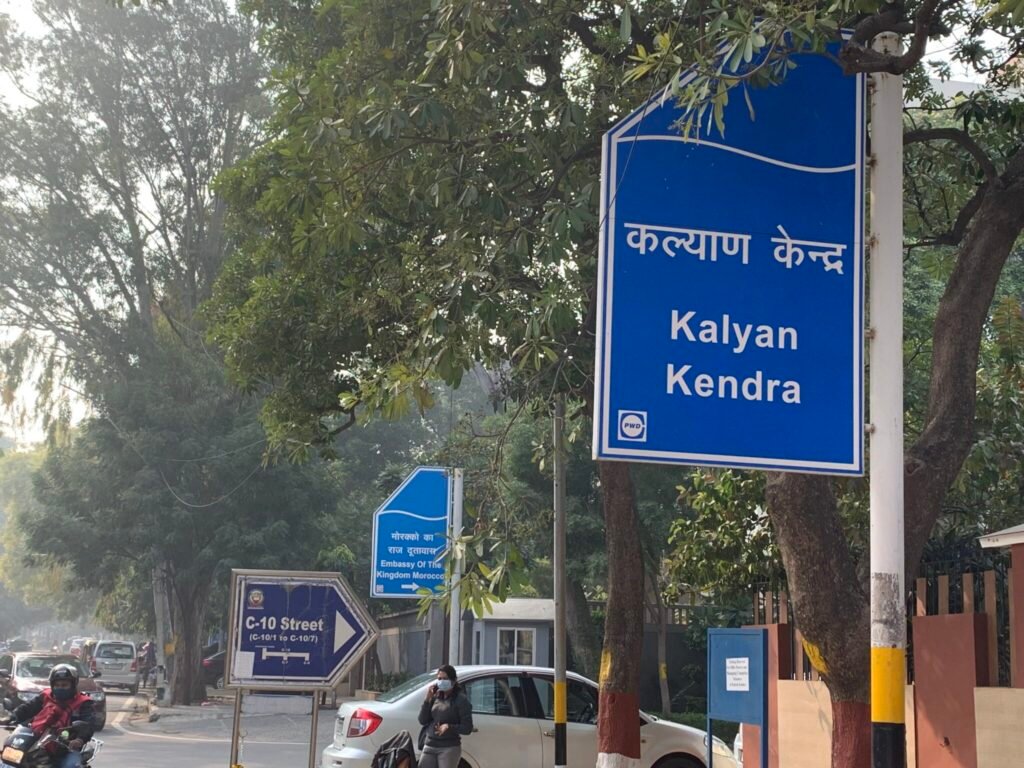 कल्याण केन्द्र
Kalyan
Kendra
PWD
मोरक्को का
राज दूतावास
Embassy Of The
Kingdom Morocco
C-10 Street
(C-10/1 to C-10/7)